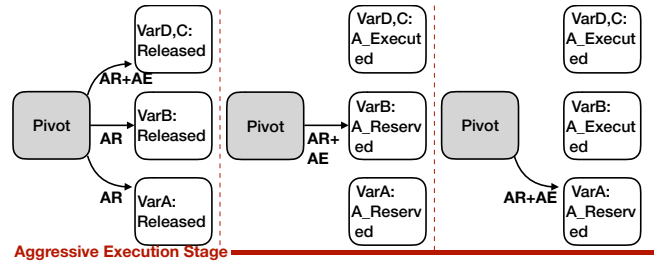 VarD,C:
Released
AR+AE
Pivot
VarB:
Released
AR
VarA:
Released
AR
VarD,C:
A_Execut
ed
Pivot
VarB:
A_Reserv
ed
AR+
AE
VarA:
A_Reserv
ed
VarD,C:
A_Execut
ed
Pivot
VarB:
A_Execut
ed
AR+AE
VarA:
A_Reserv
ed
Aggressive Execution Stage